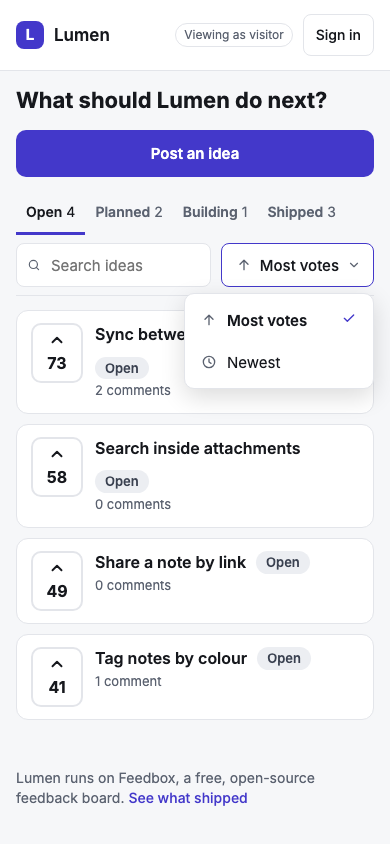 L Lumen Viewing as visitor Sign in
What should Lumen do next?
Post an idea
Open 4 Planned 2 Building 1 Shipped 3
Search ideas Most votes
Most votes
Newest
73
Open
2 comments
58
Search inside attachments
Open
0 comments
49
Share a note by link Open
0 comments
41
Tag notes by colour Open
1 comment
Lumen runs on Feedbox, a free, open-source
feedback board. See what shipped